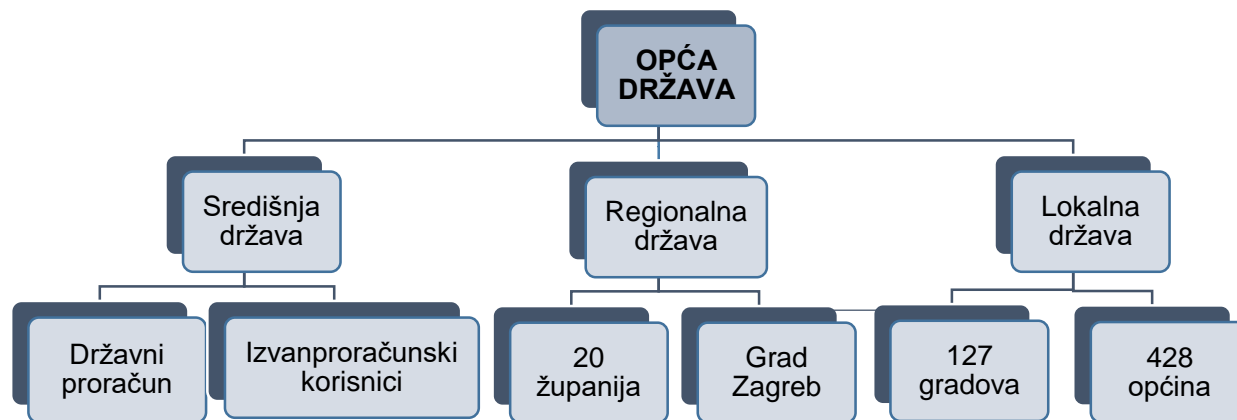 OPĆA
DRŽAVA
Središnja
država
Regionalna
država
Lokalna
država
Državni
proračun
Izvanproračunski
korisnici
20
županija
Grad
Zagreb
127
gradova
428
općina